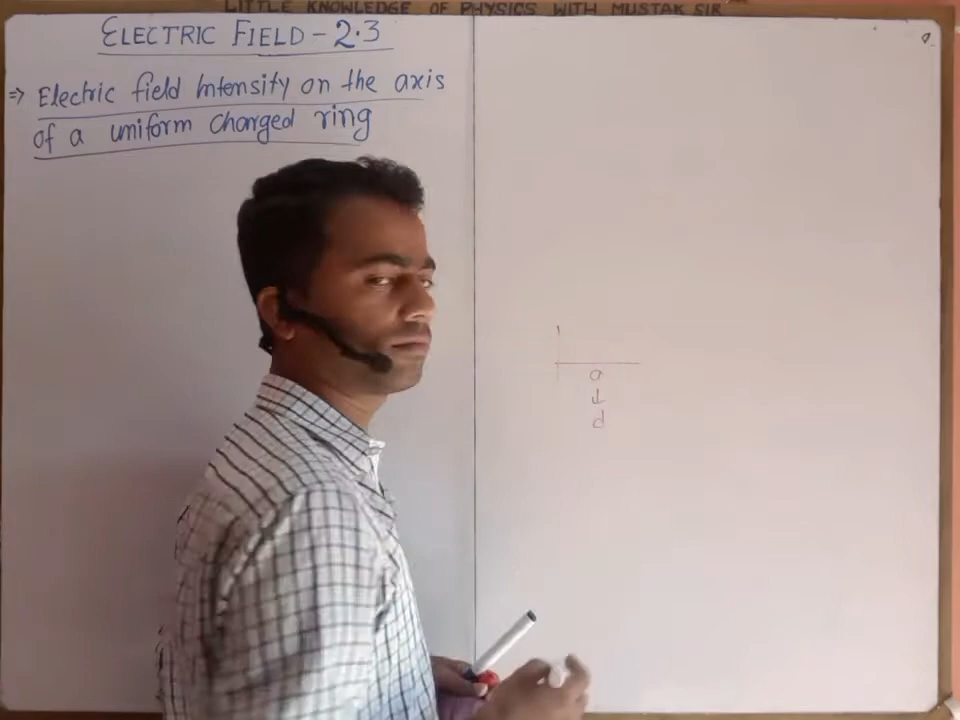 LITTLE KNOWLEDGE OF PHYSICS WITH MUSTAK SIR
ELECTRIC FIELD - 2.3
⇒ Electric field Intensity on the axis
of a uniform charged ring
a
↓
d